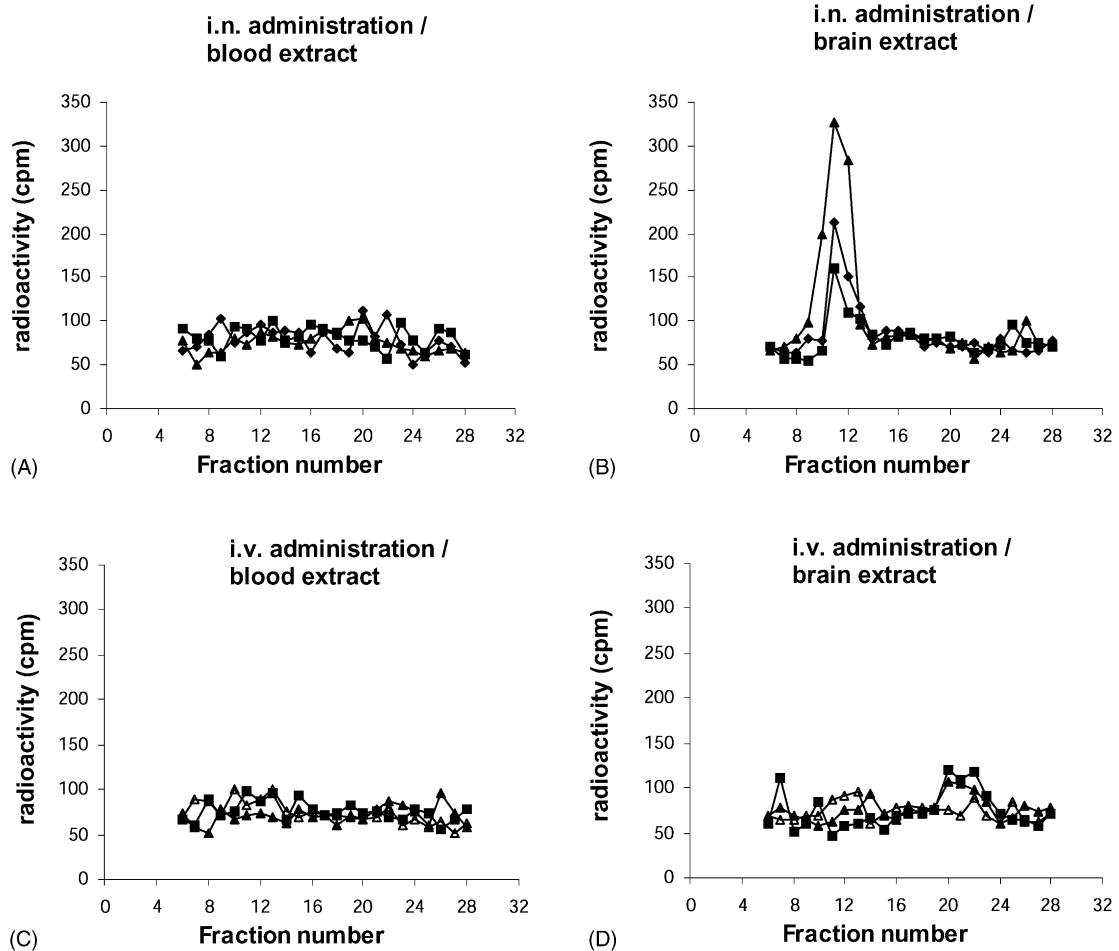 i.n. administration /
blood extract
350
300
250
200
150
100
50
0
radioactivity (cpm)
0 4 8 12 16 20 24 28 32
Fraction number
(A)
i.n. administration /
brain extract
350
300
250
200
150
100
50
0
radioactivity (cpm)
0 4 8 12 16 20 24 28 32
Fraction number
(B)
i.v. administration /
blood extract
350
300
250
200
150
100
50
0
radioactivity (cpm)
0 4 8 12 16 20 24 28 32
Fraction number
(C)
i.v. administration /
brain extract
350
300
250
200
150
100
50
0
radioactivity (cpm)
0 4 8 12 16 20 24 28 32
Fraction number
(D)